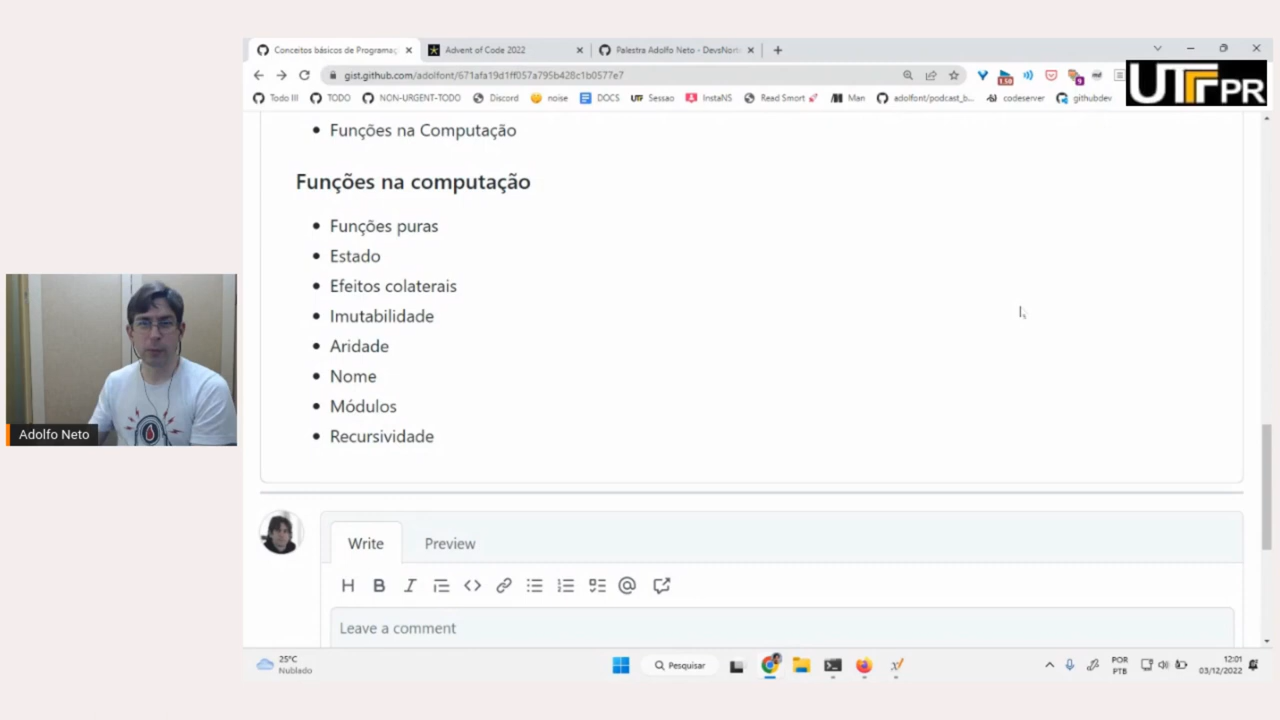 Conceitos básicos de Programaç
Advent of Code 2022
Palestra Adolfo Neto - DevsNort
gist.github.com/adolfont/671afa19d1ff057a795b428c1b0577e7
Todo III
TODO
NON-URGENT-TODO
Discord
noise
DOCS
UTF Sessao
InstaNS
Read Smort
Man
adolfont/podcast_b...
codeserver
githubdev
UTFPR
Funções na Computação
Funções na computação
Funções puras
Estado
Efeitos colaterais
Imutabilidade
Aridade
Nome
Módulos
Recursividade
Adolfo Neto
Write
Preview
Leave a comment
25°C
Nublado
Pesquisar
POR
PTB
12:01
03/12/2022